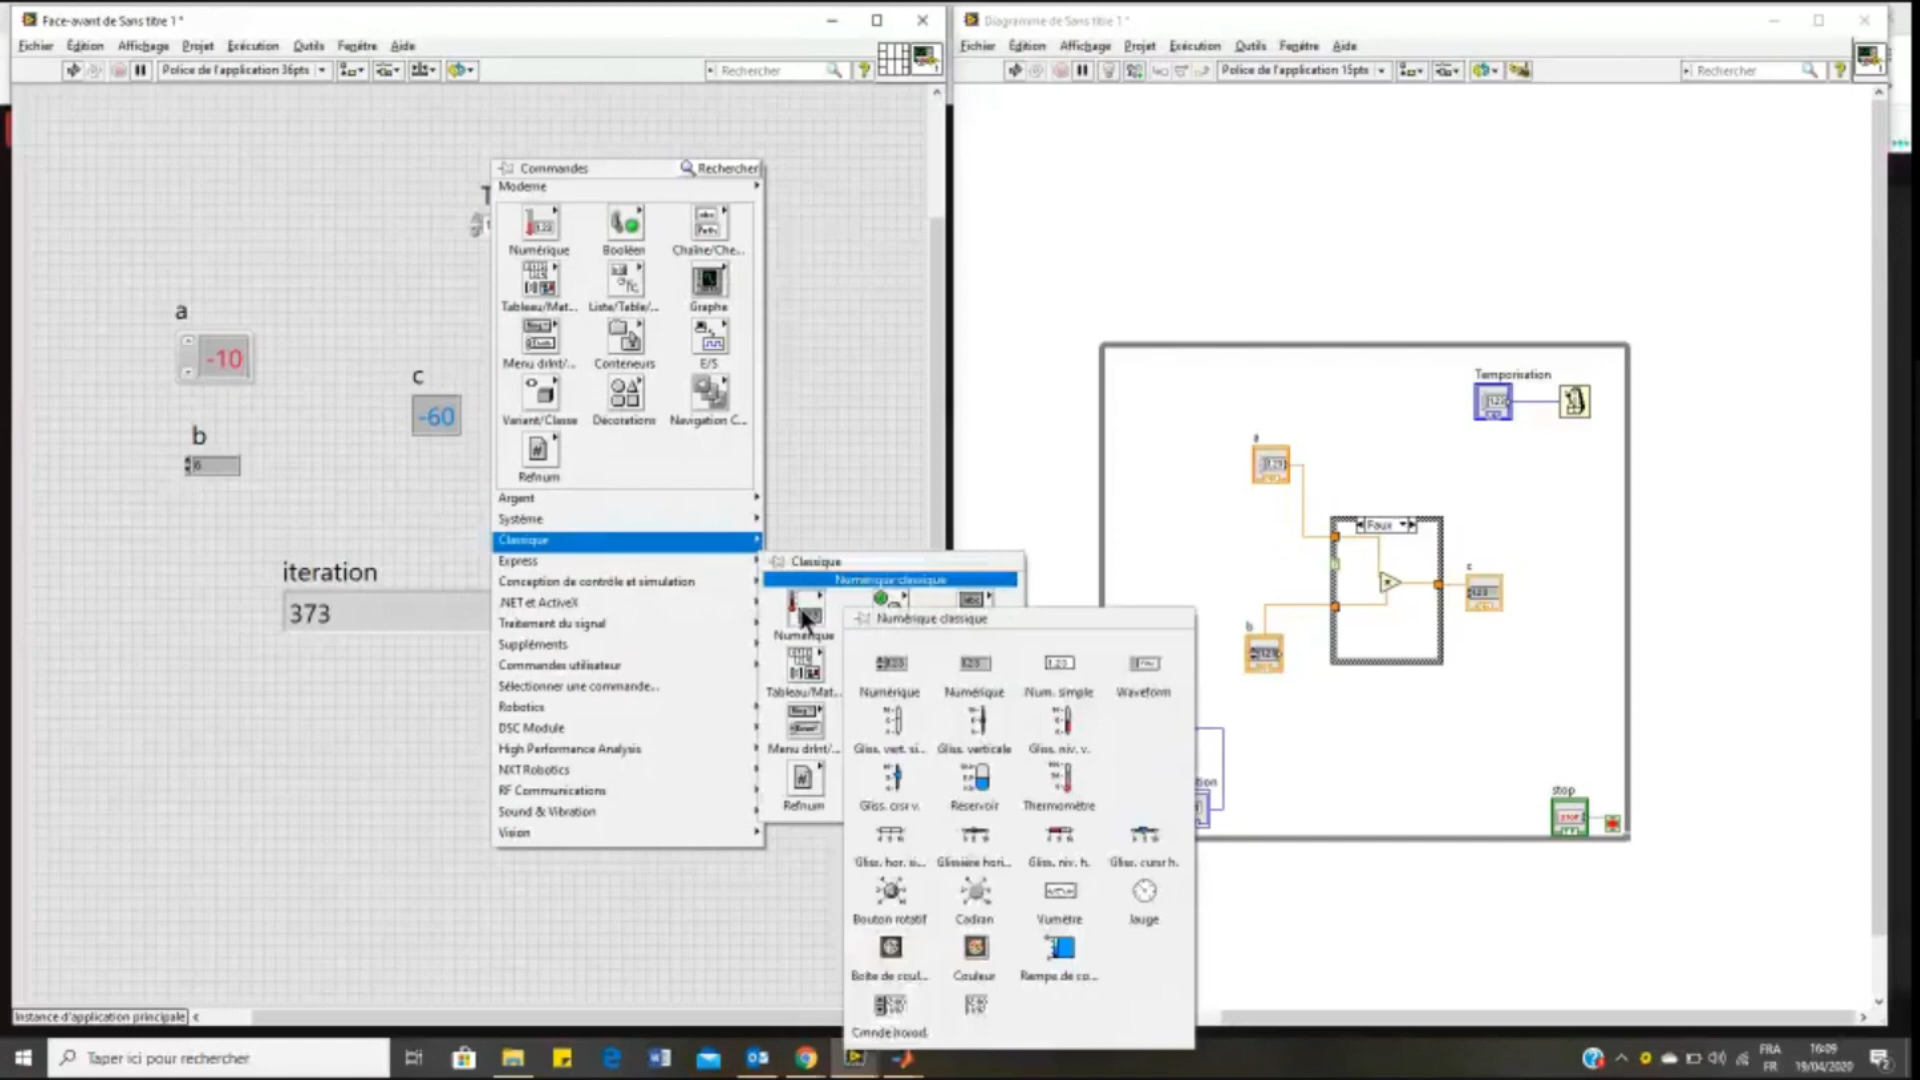 Face-avant de Sans titre 1 *
Fichier Édition Affichage Projet Exécution Outils Fenêtre Aide
Police de l'application 36pts
Rechercher
a
-10
b
6
c
-60
iteration
373
Instance d'application principale
Commandes Rechercher
Moderne
Numérique Booléen Chaîne/Che...
Tableau/Mat... Liste/Table/... Graphe
Menu drlnt/... Conteneurs E/S
Variant/Classe Décorations Navigation C...
Refnum
Argent
Système
Classique
Express
Conception de contrôle et simulation
.NET et ActiveX
Traitement du signal
Suppléments
Commandes utilisateur
Sélectionner une commande...
Robotics
DSC Module
High Performance Analysis
NXT Robotics
RF Communications
Sound & Vibration
Vision
Classique
Numérique classique
Numérique
Tableau/Mat...
Menu drlnt/...
Refnum
Numérique classique
Numérique Numérique Num. simple Waveform
Gliss. vert. si... Gliss. verticale Gliss. niv. v.
Gliss. crsr v. Réservoir Thermomètre
Gliss. hor. si... Glissière hori... Gliss. niv. h. Gliss. cursr h.
Bouton rotatif Cadran Vumètre Jauge
Boîte de coul... Couleur Rampe de co...
Cmnde horod.
Diagramme de Sans titre 1 *
Fichier Édition Affichage Projet Exécution Outils Fenêtre Aide
Police de l'application 15pts
Rechercher
Temporisation
a
Faux
c
b
tion
stop
STOP
Taper ici pour rechercher
FRA
FR
16:09
19/04/2020